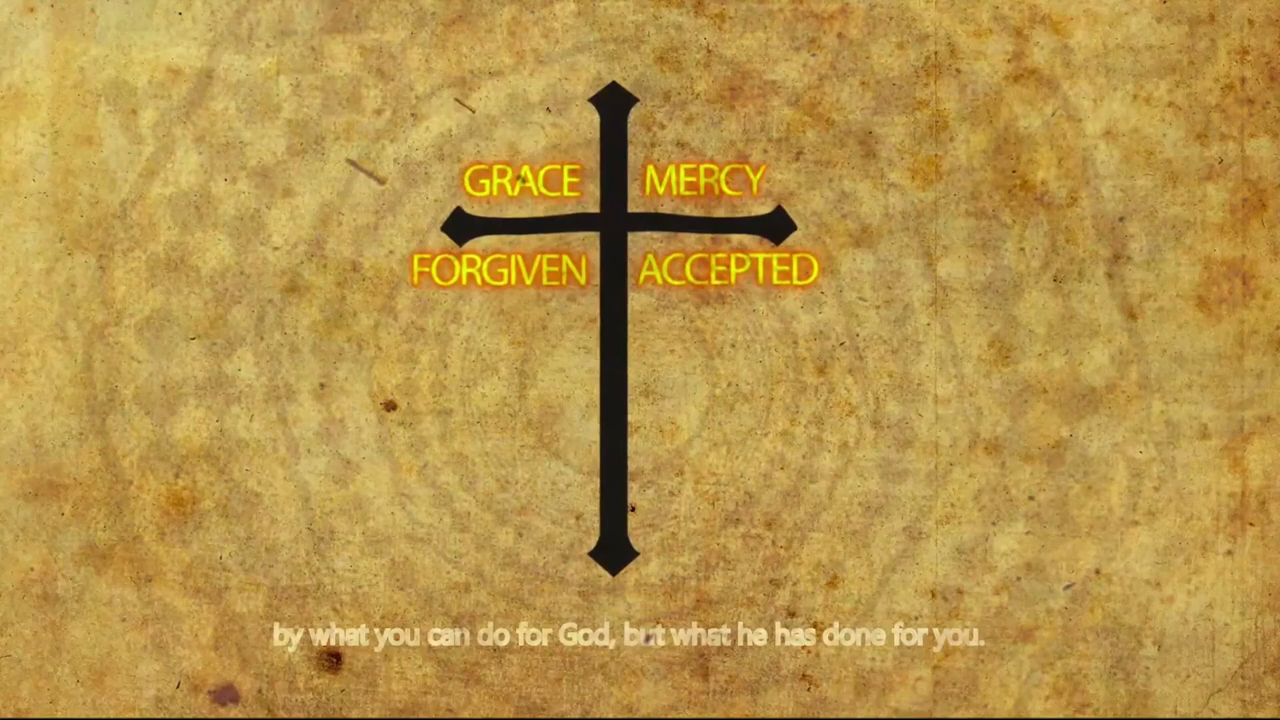 GRACE MERCY
FORGIVEN ACCEPTED
by what you can do for God, but what he has done for you.